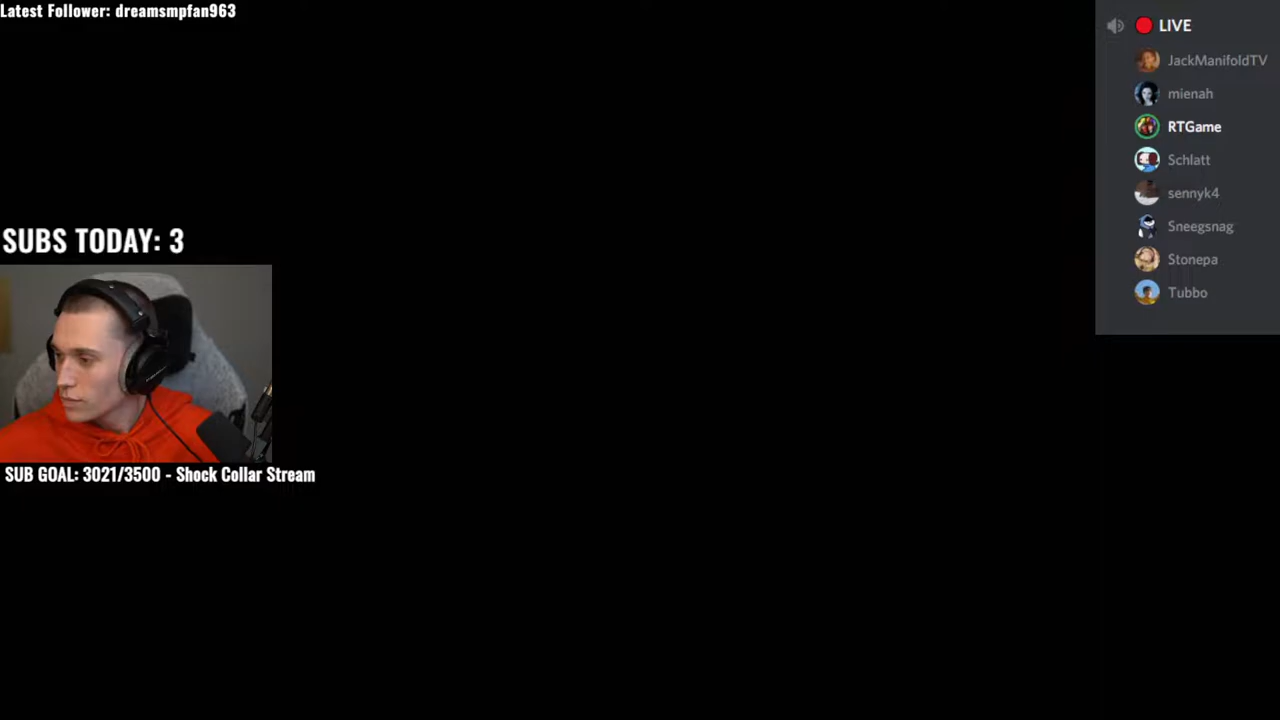 Latest Follower: dreamsmpfan963
LIVE
JackManifoldTV
mienah
RTGame
Schlatt
sennyk4
Sneegsnag
Stonepa
Tubbo
SUBS TODAY: 3
SUB GOAL: 3021/3500 - Shock Collar Stream